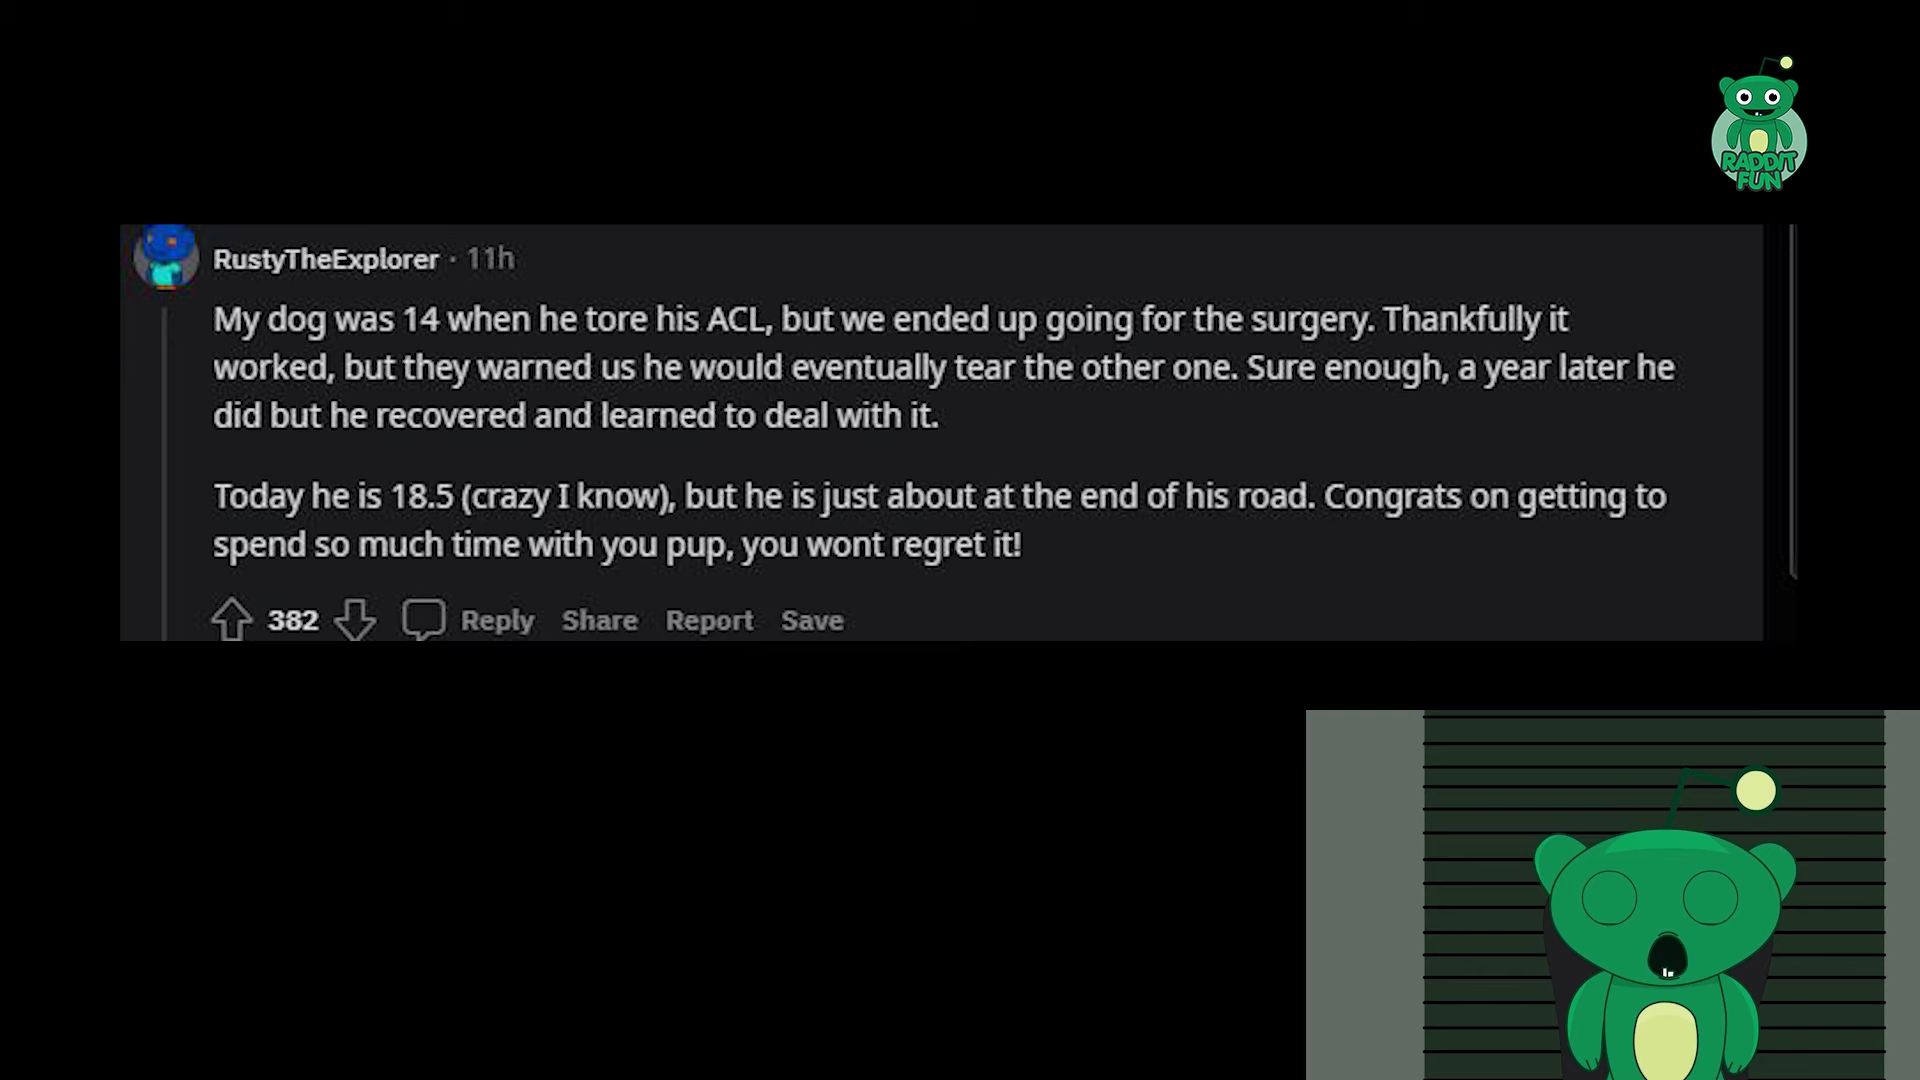 RADDIT
FUN
RustyTheExplorer · 11h
My dog was 14 when he tore his ACL, but we ended up going for the surgery. Thankfully it
worked, but they warned us he would eventually tear the other one. Sure enough, a year later he
did but he recovered and learned to deal with it.
Today he is 18.5 (crazy I know), but he is just about at the end of his road. Congrats on getting to
spend so much time with you pup, you wont regret it!
382 Reply Share Report Save